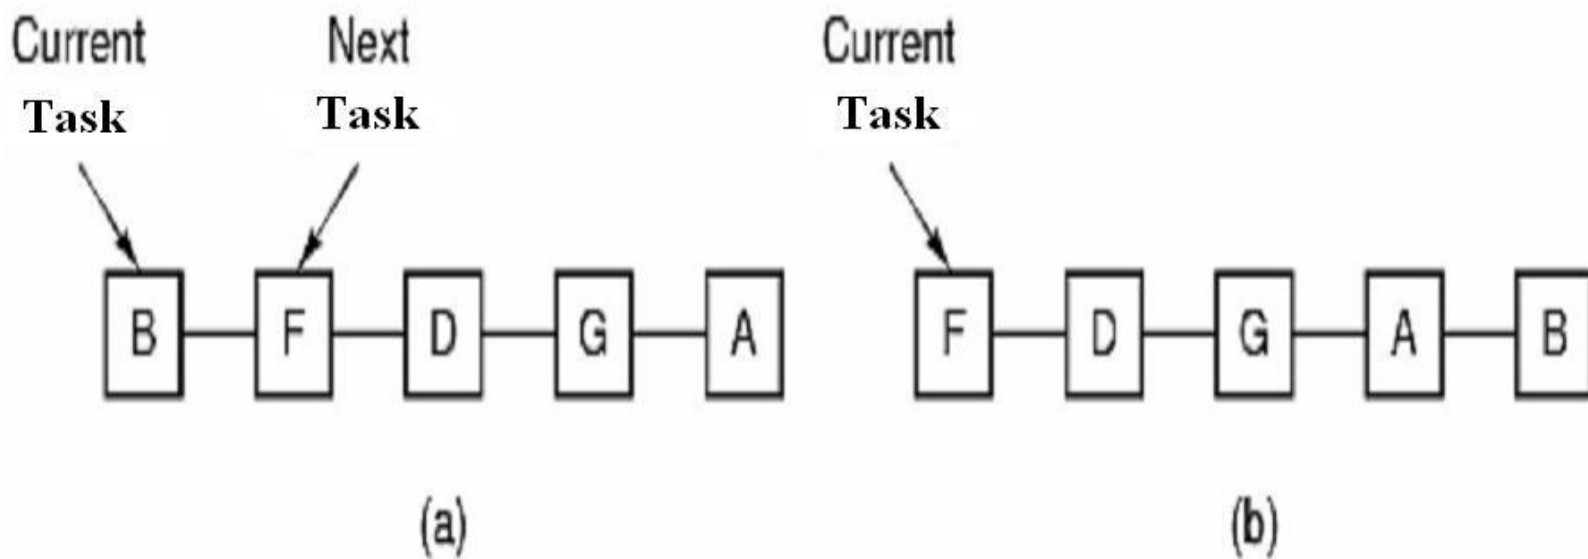 Current Next Current
Task Task Task
B F D G A F D G A B
(a) (b)